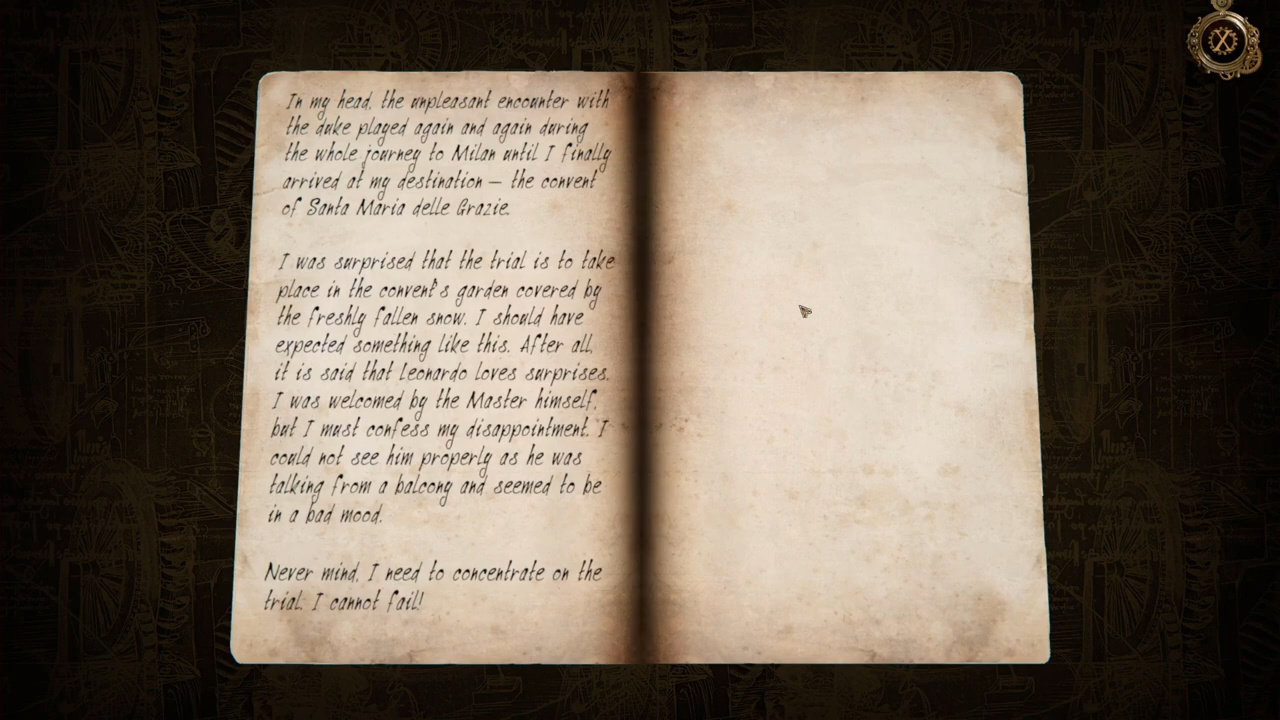 In my head, the unpleasant encounter with
the duke played again and again during
the whole journey to Milan until I finally
arrived at my destination – the convent
of Santa Maria delle Grazie.
I was surprised that the trial is to take
place in the convent's garden covered by
the freshly fallen snow. I should have
expected something like this. After all,
it is said that Leonardo loves surprises.
I was welcomed by the Master himself,
but I must confess my disappointment. I
could not see him properly as he was
talking from a balcony and seemed to be
in a bad mood.
Never mind, I need to concentrate on the
trial. I cannot fail!